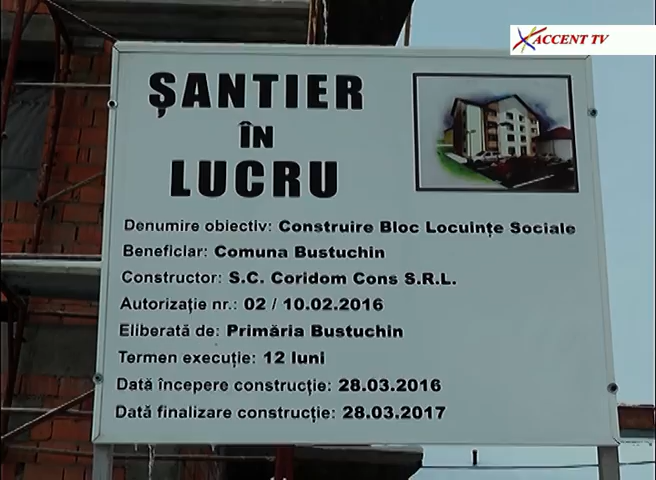 ACCENT TV
ȘANTIER
ÎN
LUCRU
Denumire obiectiv: Construire Bloc Locuințe Sociale
Beneficiar: Comuna Bustuchin
Constructor: S.C. Coridom Cons S.R.L.
Autorizație nr.: 02 / 10.02.2016
Eliberată de: Primăria Bustuchin
Termen execuție: 12 luni
Dată începere construcție: 28.03.2016
Dată finalizare construcție: 28.03.2017